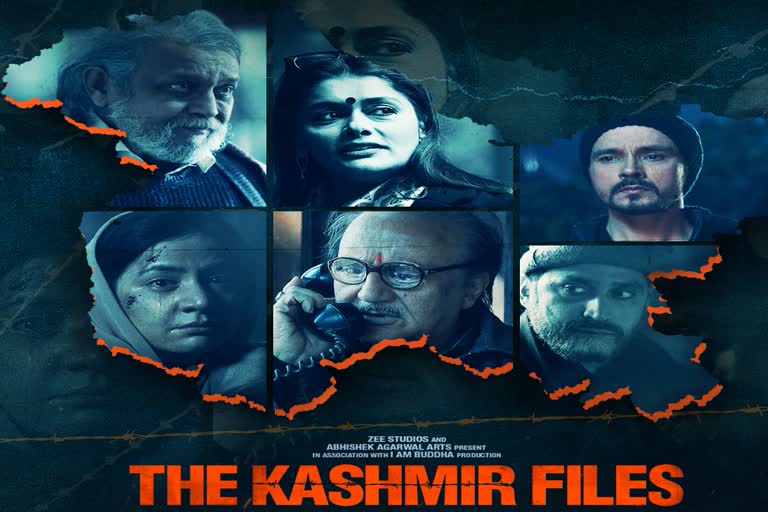 ZEE STUDIOS AND
ABHISHEK AGARWAL ARTS PRESENT
IN ASSOCIATION WITH I AM BUDDHA PRODUCTION
THE KASHMIR FILES